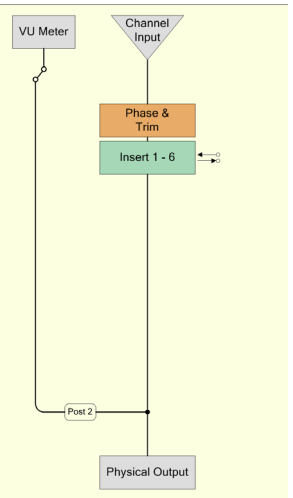 VU Meter
Channel
Input
Phase &
Trim
Insert 1 - 6
Post 2
Physical Output